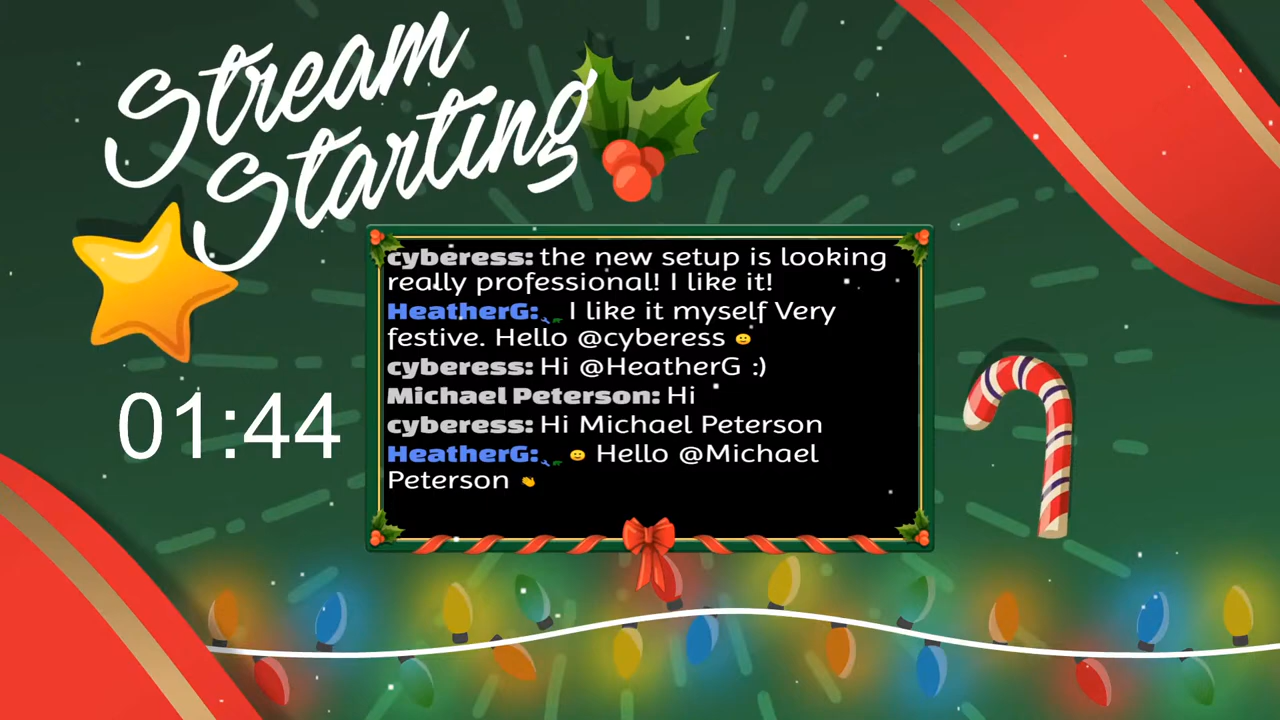 Stream
Starting
cyberess: the new setup is looking
really professional! I like it!
HeatherG: I like it myself Very
festive. Hello @cyberess
cyberess: Hi @HeatherG :)
Michael Peterson: Hi
cyberess: Hi Michael Peterson
HeatherG: Hello @Michael
Peterson
01:44